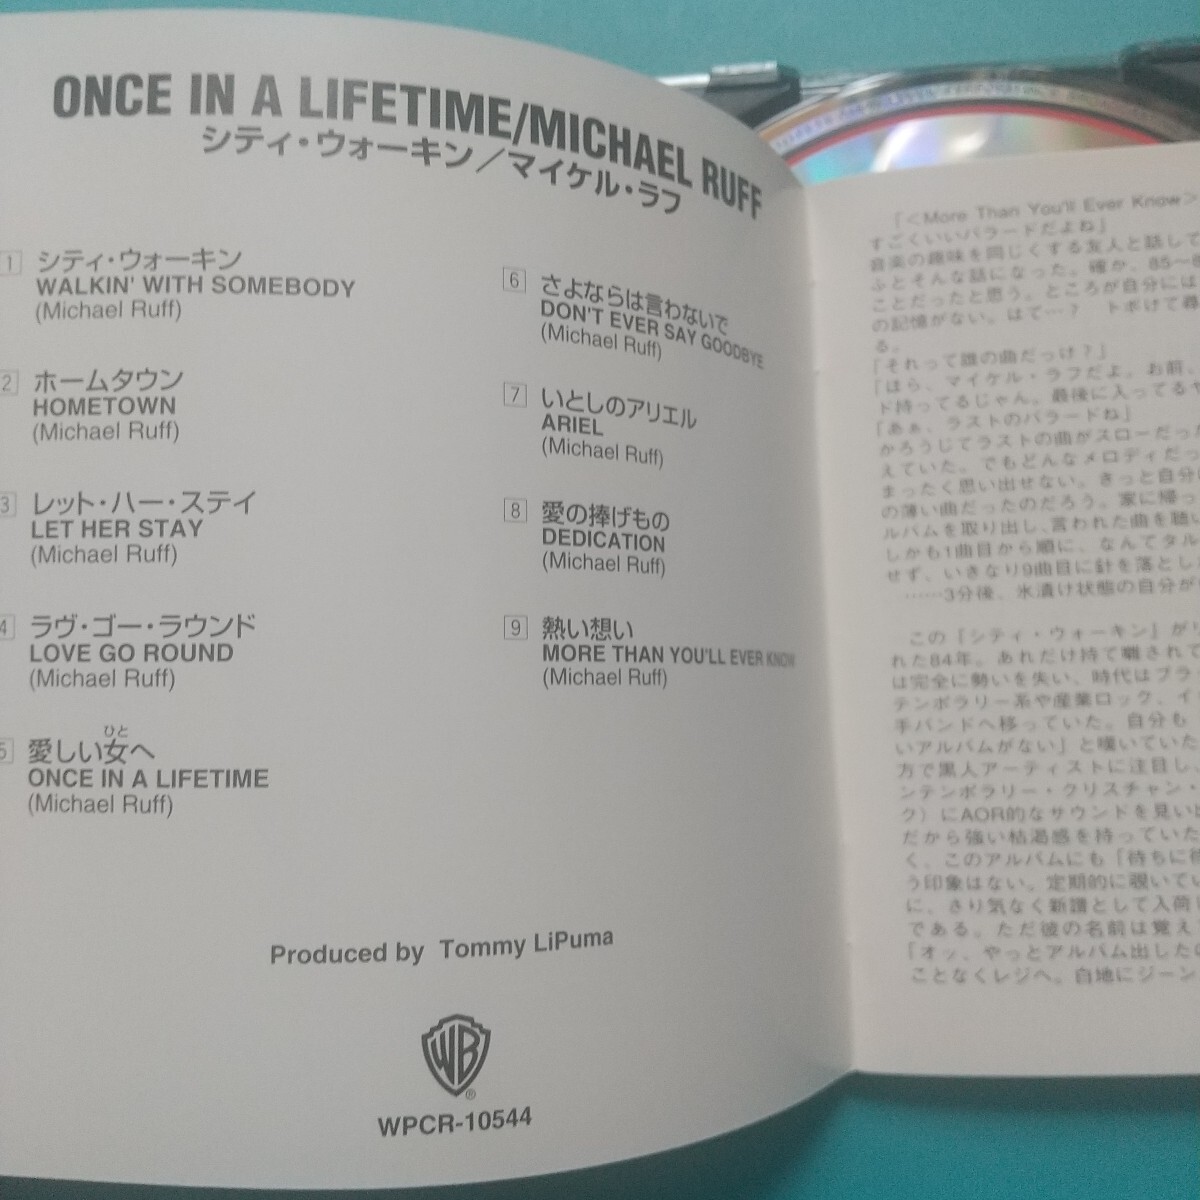 ONCE IN A LIFETIME/MICHAEL RUFF
シティ・ウォーキン／マイケル・ラフ
1 シティ・ウォーキン
WALKIN' WITH SOMEBODY
(Michael Ruff)
2 ホームタウン
HOMETOWN
(Michael Ruff)
3 レット・ハー・ステイ
LET HER STAY
(Michael Ruff)
4 ラヴ・ゴー・ラウンド
LOVE GO ROUND
(Michael Ruff)
ひと
5 愛しい女へ
ONCE IN A LIFETIME
(Michael Ruff)
6 さよならは言わないで
DON'T EVER SAY GOODBYE
(Michael Ruff)
7 いとしのアリエル
ARIEL
(Michael Ruff)
8 愛の捧げもの
DEDICATION
(Michael Ruff)
9 熱い想い
MORE THAN YOU'LL EVER KNOW
(Michael Ruff)
Produced by Tommy LiPuma
WB
®
WPCR-10544
「＜More Than You'll Ever Know＞
すごくいいバラードだよね」
音楽の趣味を同じくする友人と話して
ふとそんな話になった。確か、85〜8
ことだったと思う。ところが自分には
の記憶がない。はて…？ トボけて尋
る。
「それって誰の曲だっけ？」
「ほら、マイケル・ラフだよ。お前、
ド持ってるじゃん。最後に入ってるヤ
「あぁ、ラストのバラードね」
かろうじてラストの曲がスローだった
えていた。でもどんなメロディだっ
まったく思い出せない。きっと自分に
の薄い曲だったのだろう。家に帰っ
ルバムを取り出し、言われた曲を聴い
しかも1曲目から順に、なんてタル
せず、いきなり9曲目に針を落とした
……3分後、氷漬け状態の自分が
この「シティ・ウォーキン」がリ
れた84年。あれだけ持て囃されて
は完全に勢いを失い、時代はブラッ
テンポラリー系や産業ロック、イ
手バンドへ移っていた。自分も「
いアルバムがない」と嘆いていた
方で黒人アーティストに注目し、
ンテンポラリー・クリスチャン・
ク）にAOR的なサウンドを見い出
だから強い枯渇感を持っていた
く、このアルバムにも「待ちに待
う印象はない。定期的に覗いてい
に、さり気なく新譜として入荷し
である。ただ彼の名前は覚え
「オッ、やっとアルバム出したの
ことなくレジへ。白地にジーン